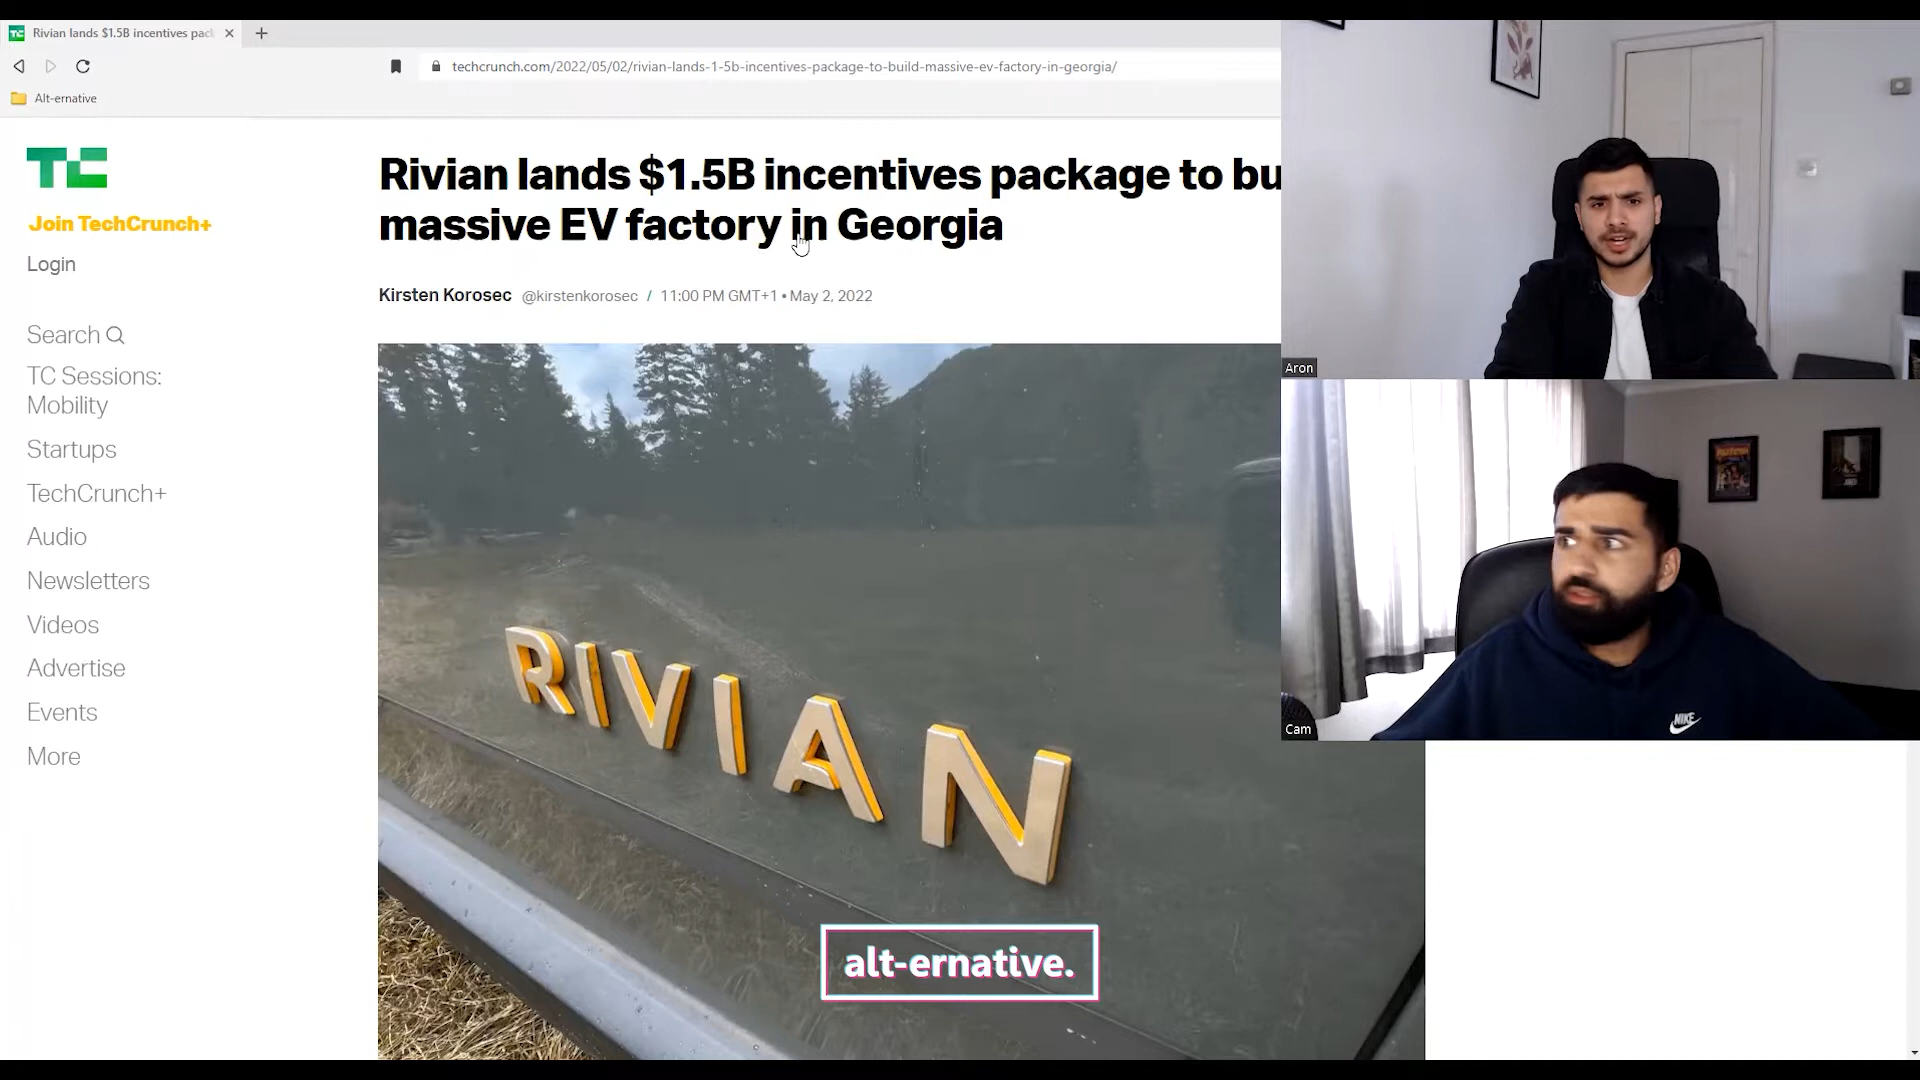 Rivian lands $1.5B incentives pac
techcrunch.com/2022/05/02/rivian-lands-1-5b-incentives-package-to-build-massive-ev-factory-in-georgia/
Alt-ernative
TC
Join TechCrunch+
Login
Search
TC Sessions:
Mobility
Startups
TechCrunch+
Audio
Newsletters
Videos
Advertise
Events
More
Rivian lands $1.5B incentives package to bu
massive EV factory in Georgia
Kirsten Korosec @kirstenkorosec / 11:00 PM GMT+1 • May 2, 2022
RIVIAN
alt-ernative.
Aron
Cam
NIKE